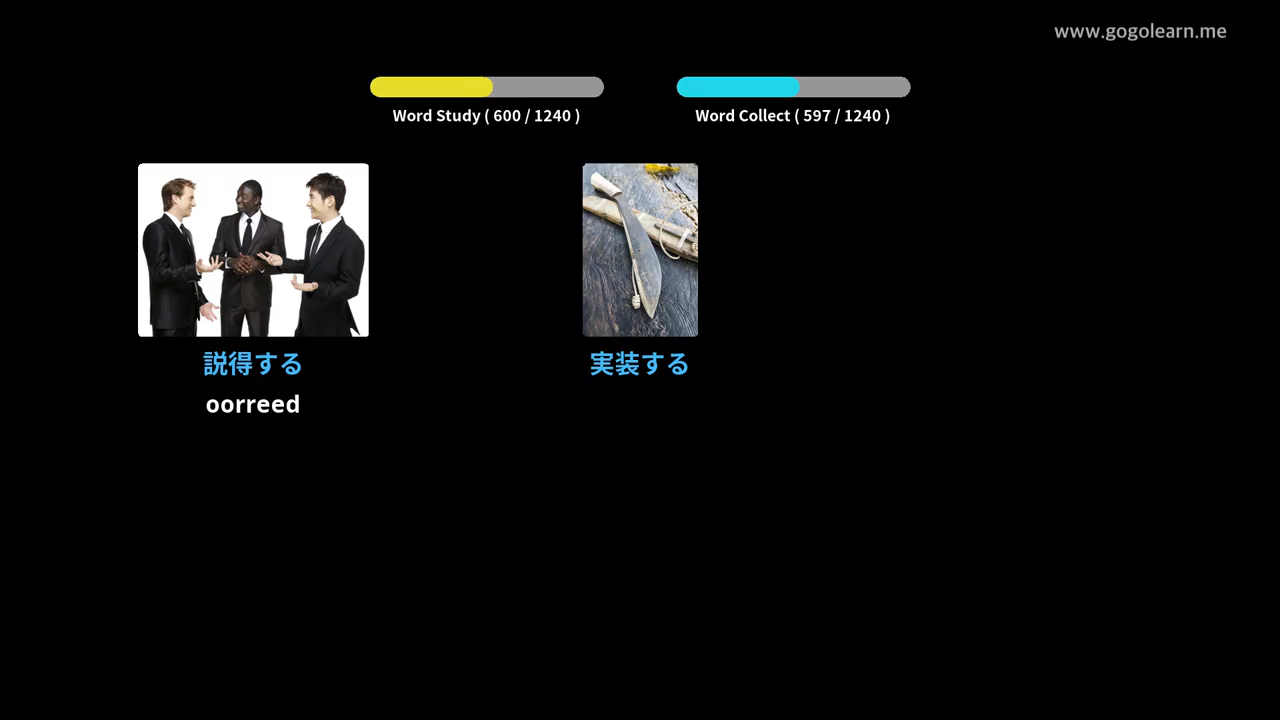 www.gogolearn.me
Word Study ( 600 / 1240 )
Word Collect ( 597 / 1240 )
説得する
実装する
oorreed